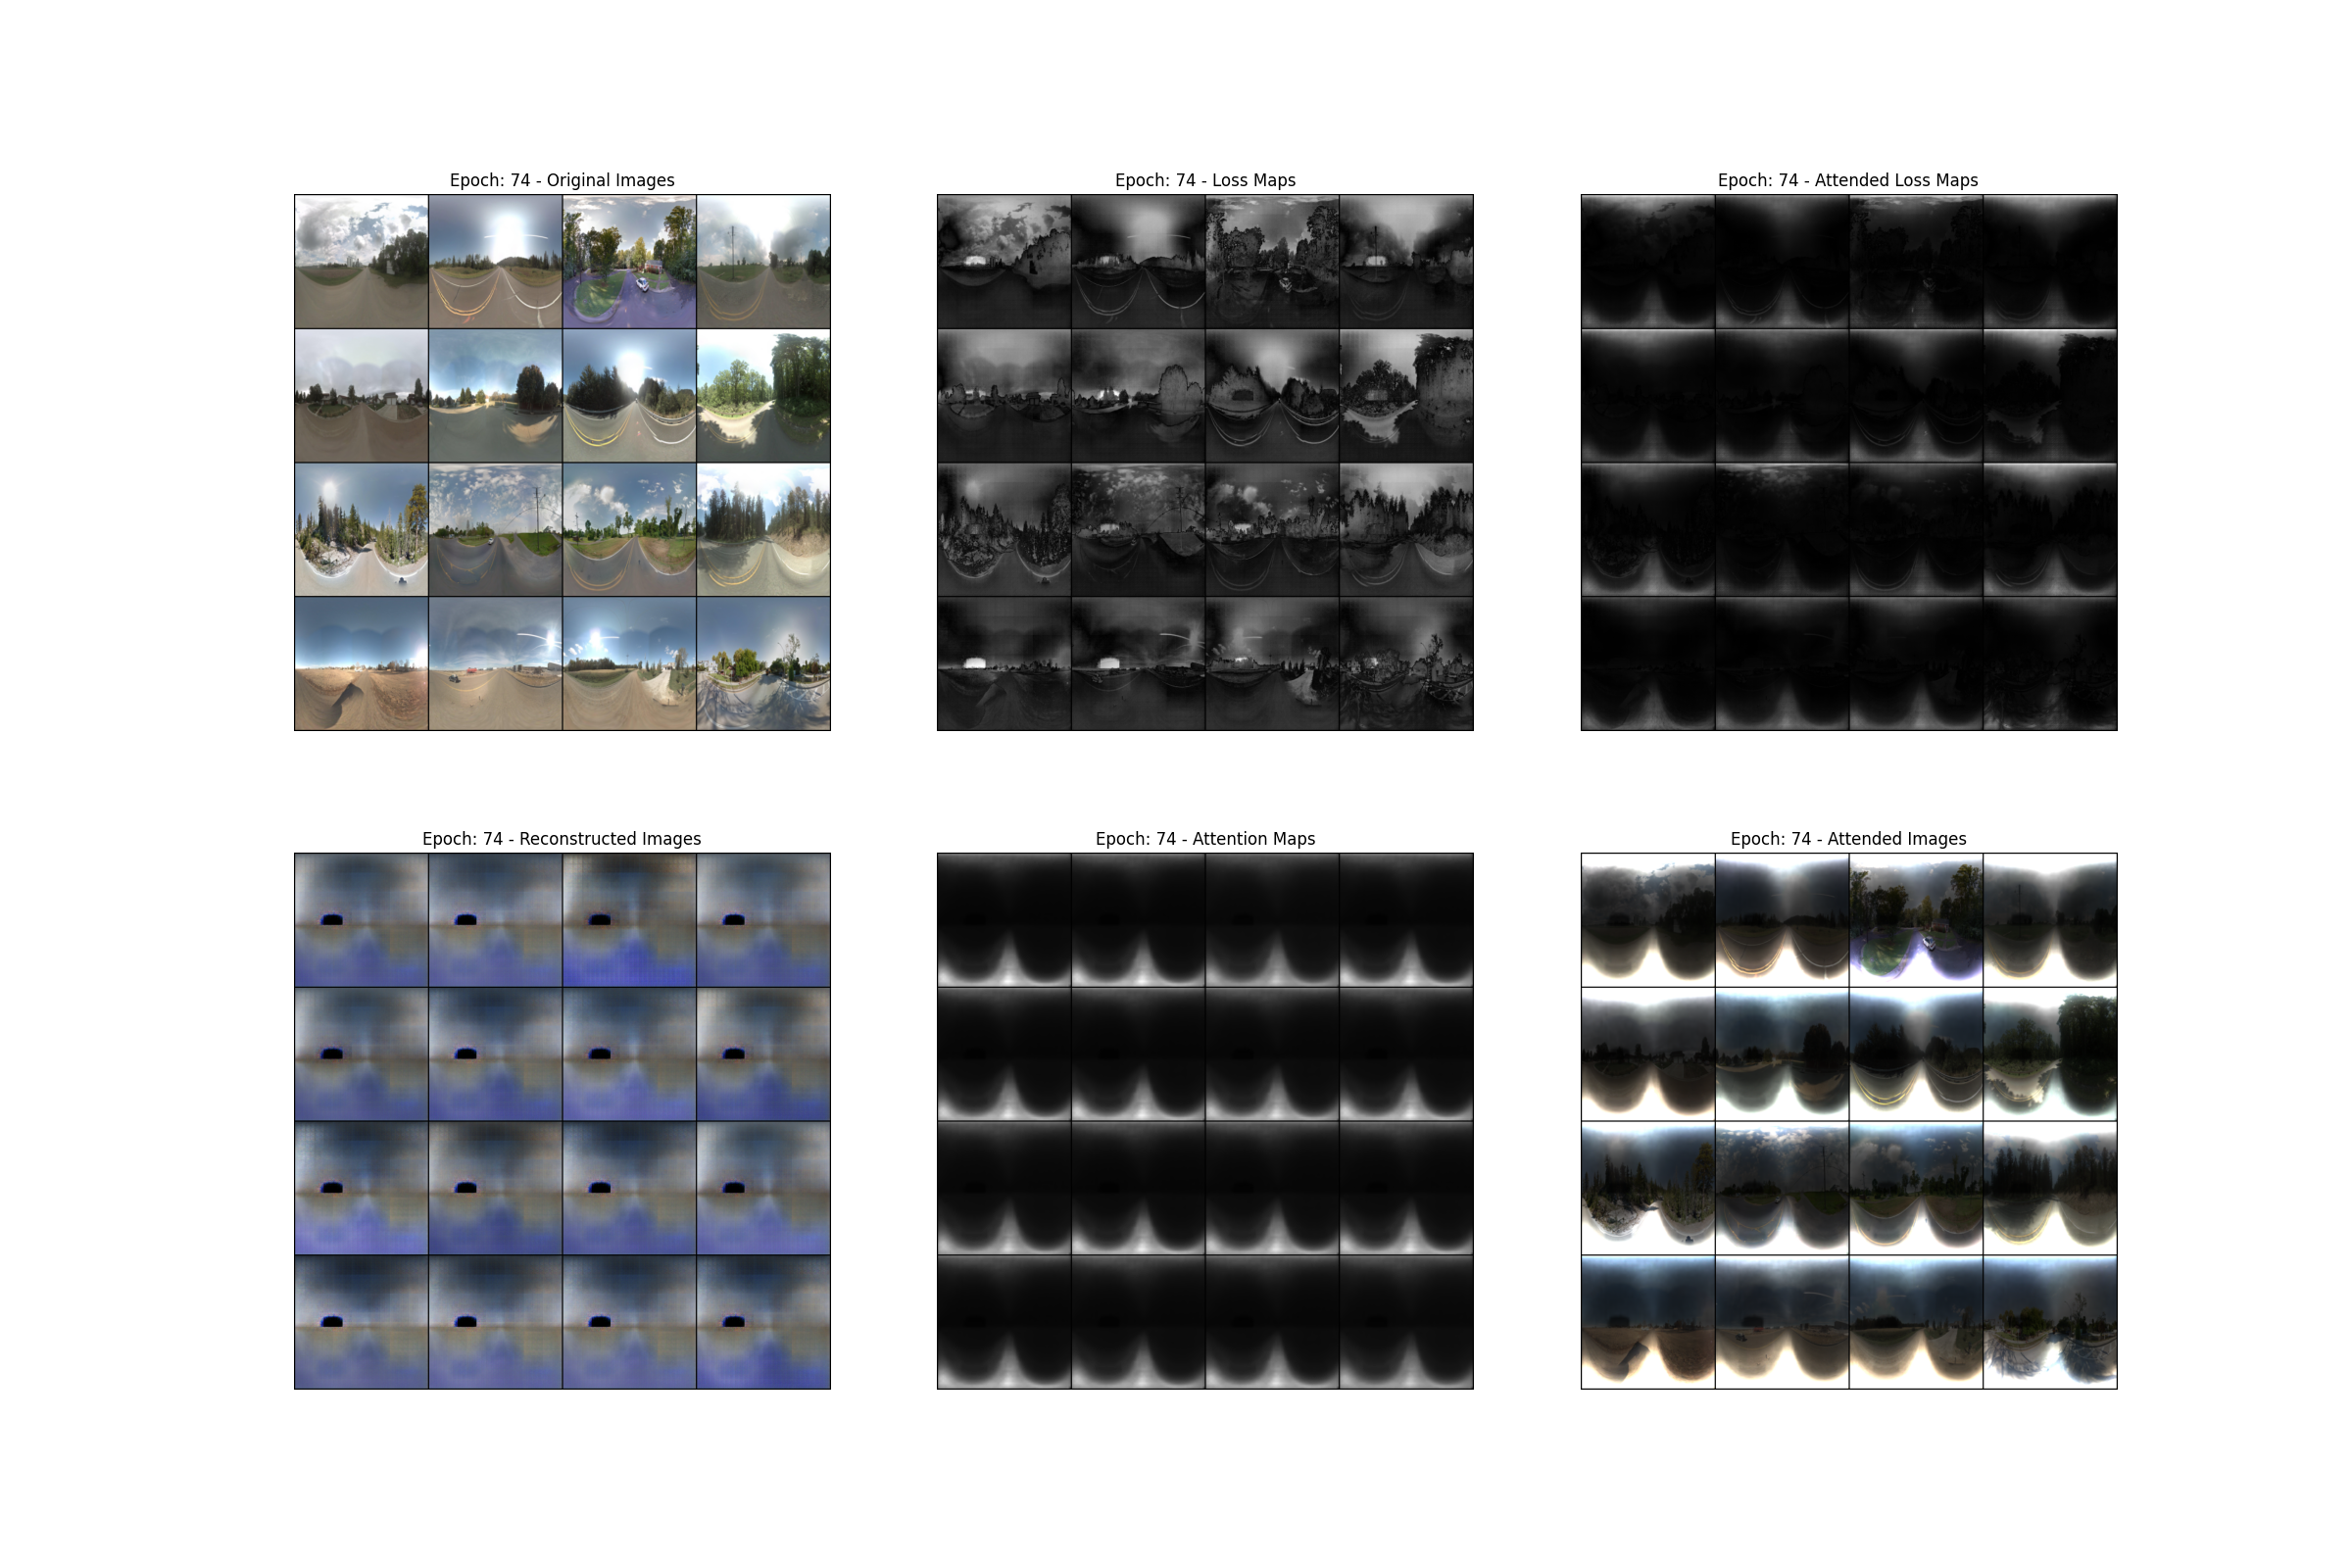 Epoch: 74 - Original Images
Epoch: 74 - Loss Maps
Epoch: 74 - Attended Loss Maps
Epoch: 74 - Reconstructed Images
Epoch: 74 - Attention Maps
Epoch: 74 - Attended Images